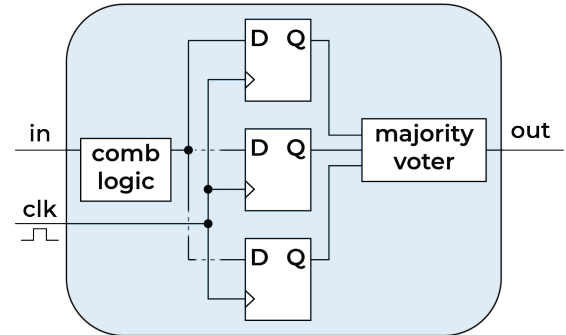 D Q
in
comb
logic
D Q
majority
voter
out
clk
D Q